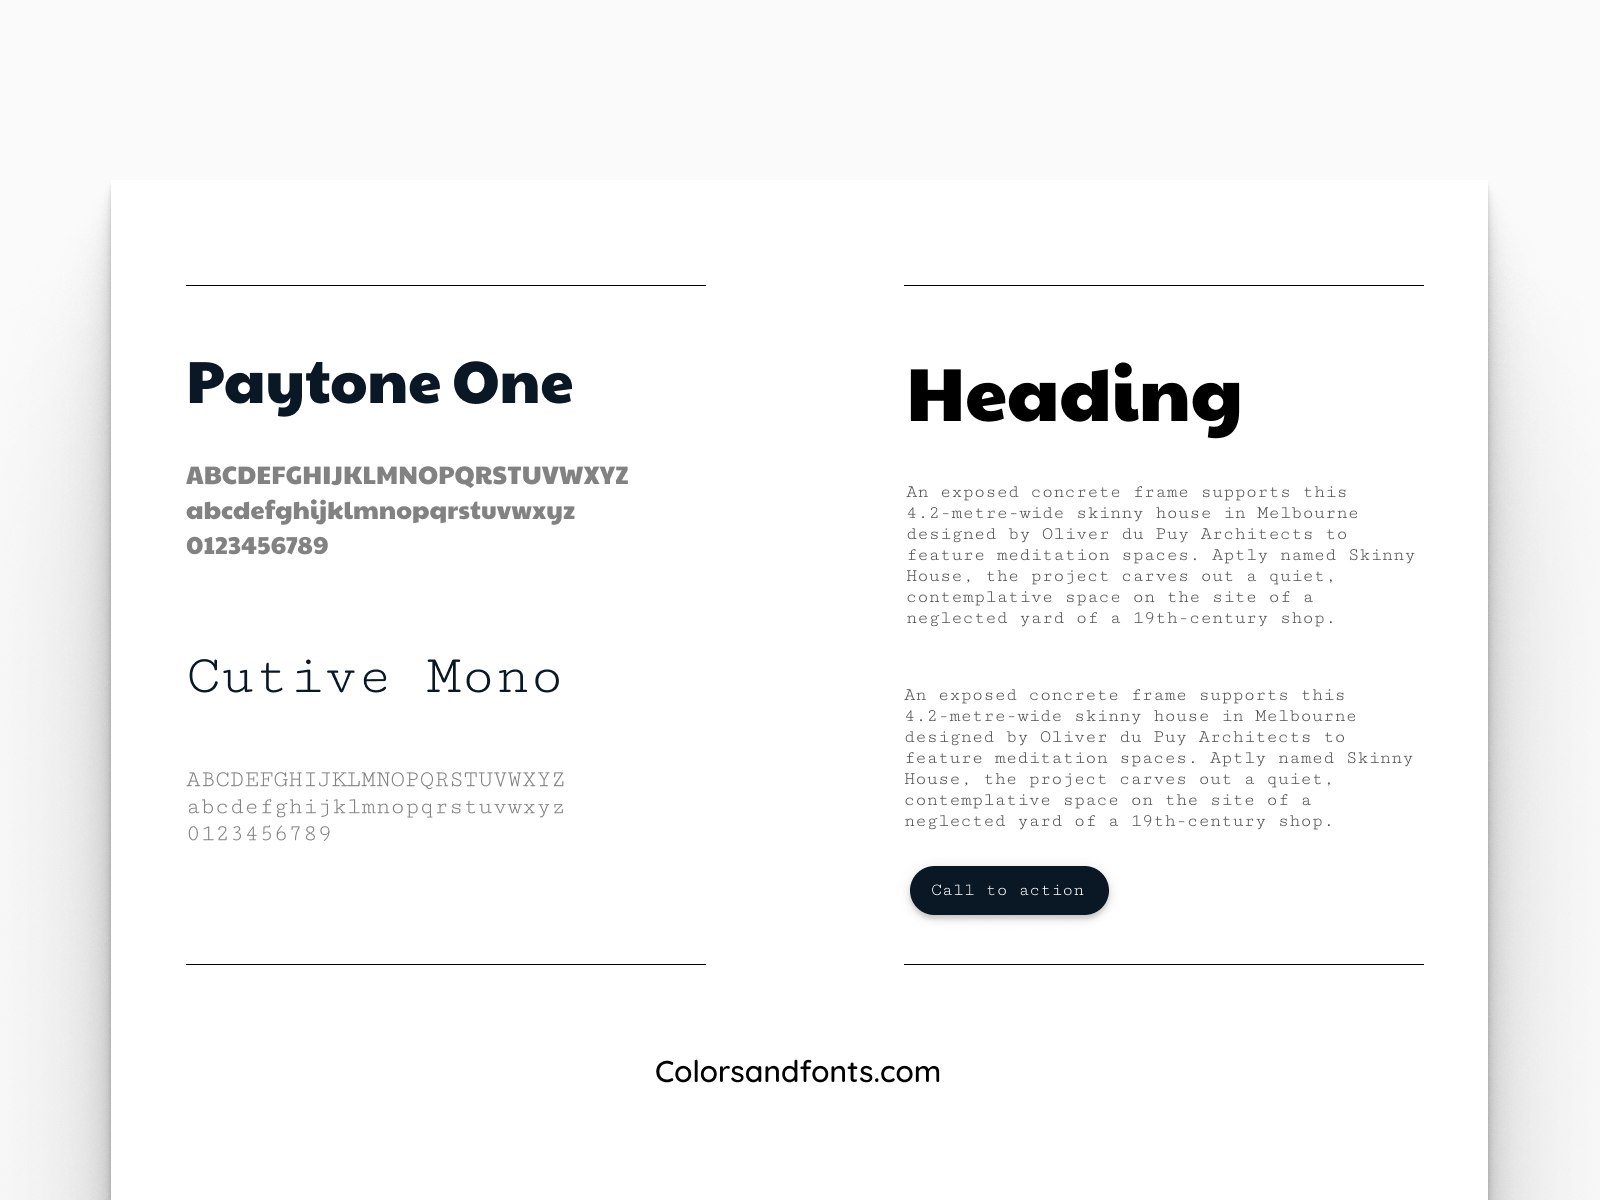 Paytone One
ABCDEFGHIJKLMNOPQRSTUVWXYZ
abcdefghijklmnopqrstuvwxyz
0123456789
Cutive Mono
ABCDEFGHIJKLMNOPQRSTUVWXYZ
abcdefghijklmnopqrstuvwxyz
0123456789
Heading
An exposed concrete frame supports this
4.2-metre-wide skinny house in Melbourne
designed by Oliver du Puy Architects to
feature meditation spaces. Aptly named Skinny
House, the project carves out a quiet,
contemplative space on the site of a
neglected yard of a 19th-century shop.
An exposed concrete frame supports this
4.2-metre-wide skinny house in Melbourne
designed by Oliver du Puy Architects to
feature meditation spaces. Aptly named Skinny
House, the project carves out a quiet,
contemplative space on the site of a
neglected yard of a 19th-century shop.
Call to action
Colorsandfonts.com